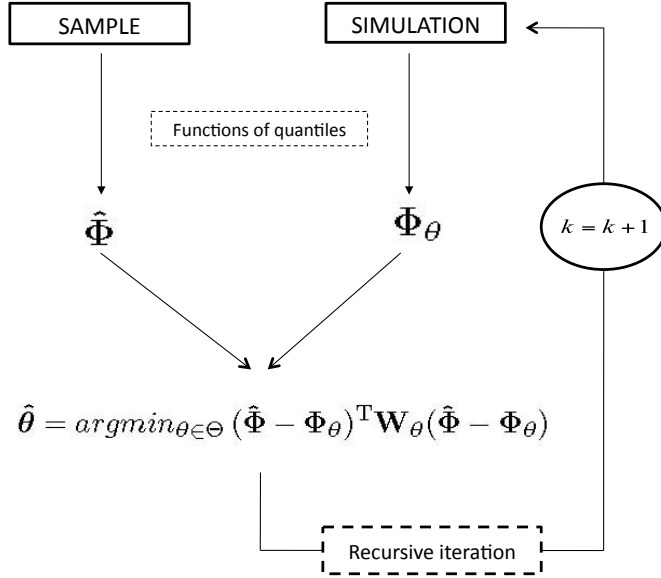 SAMPLE
SIMULATION
Functions of quantiles
Φ̂
Φ_θ
k = k + 1
θ̂ = argmin_{θ∈Θ} (Φ̂ − Φ_θ)^T W_θ (Φ̂ − Φ_θ)
Recursive iteration